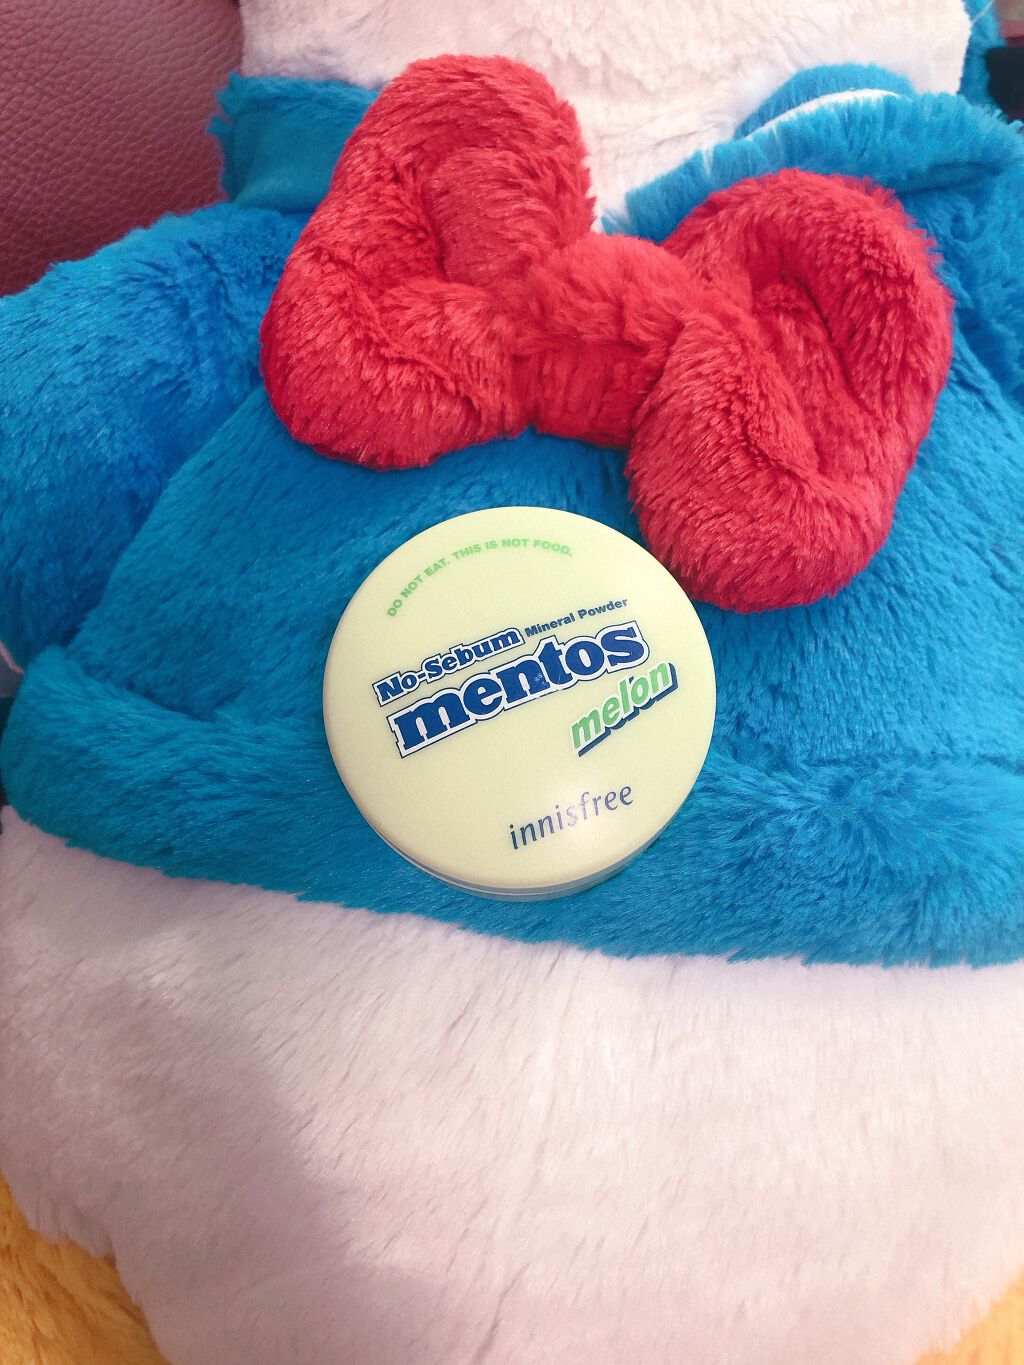 DO NOT EAT. THIS IS NOT FOOD.
No-Sebum Mineral Powder
mentos
melon
innisfree